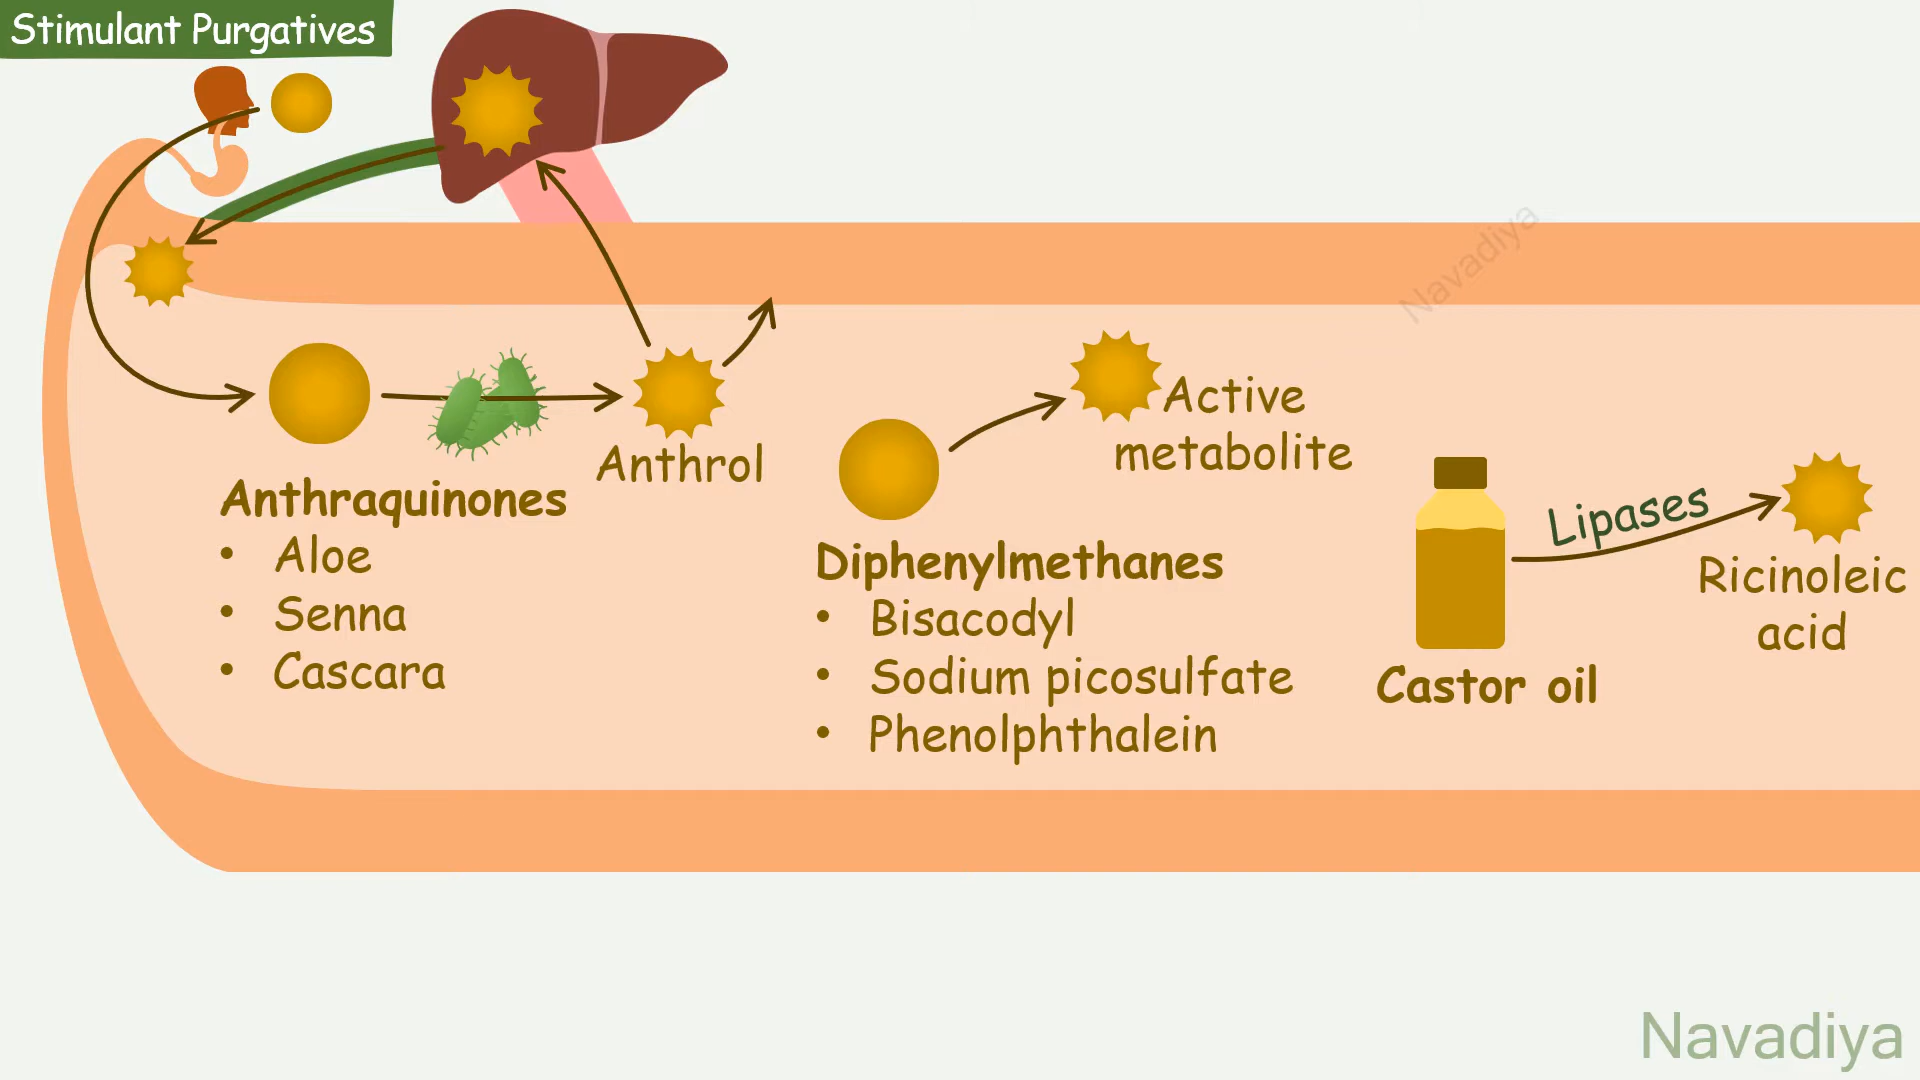 Stimulant Purgatives
Navadiya
Anthrol
Anthraquinones
• Aloe
• Senna
• Cascara
Active
metabolite
Diphenylmethanes
• Bisacodyl
• Sodium picosulfate
• Phenolphthalein
Lipases
Ricinoleic
acid
Castor oil
Navadiya